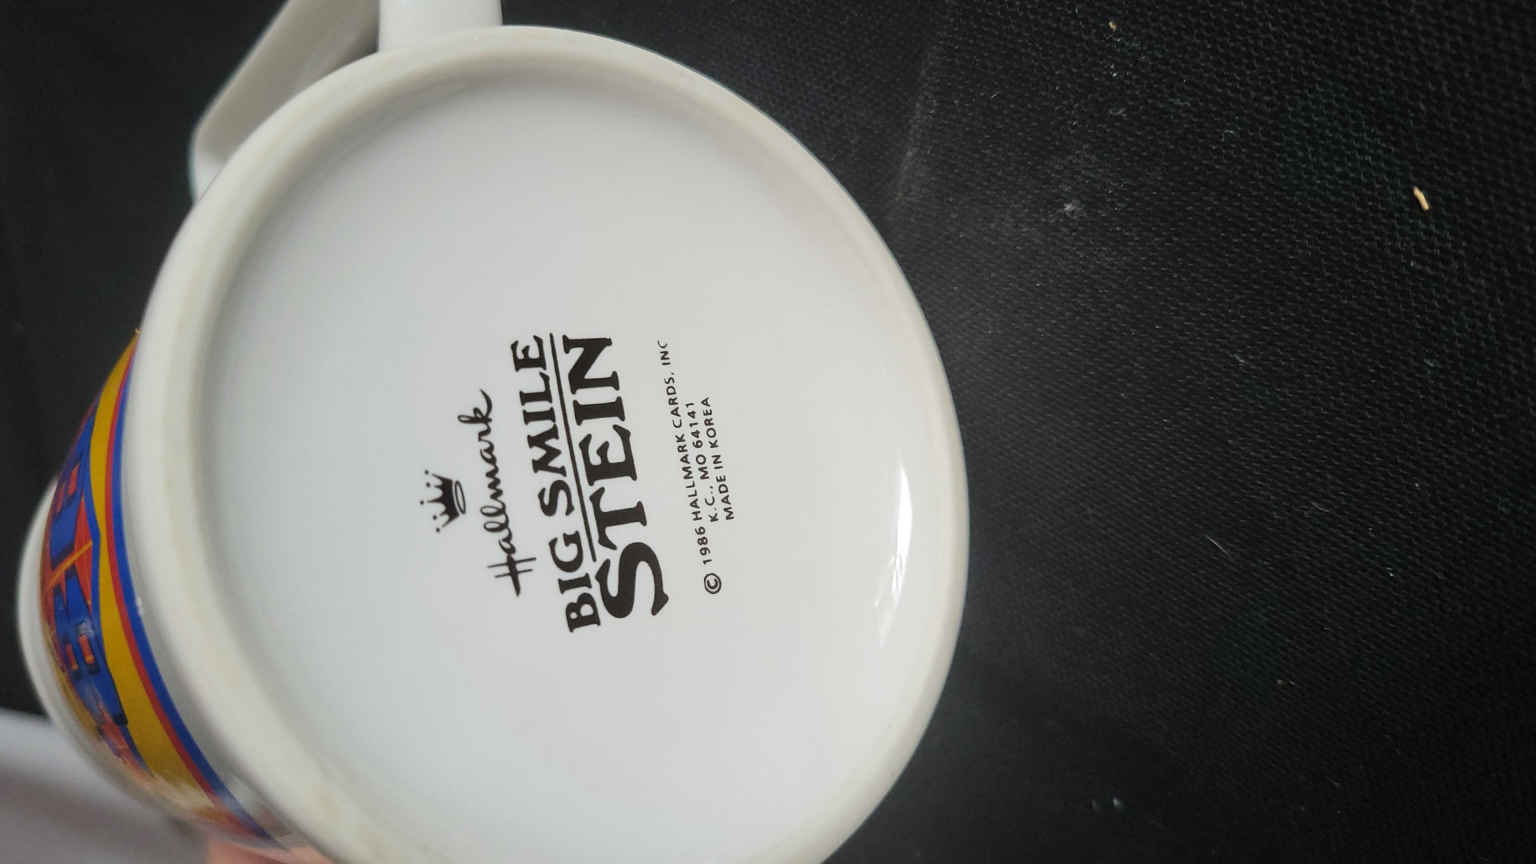 Hallmark
BIG SMILE
STEIN
© 1986 HALLMARK CARDS, INC
K.C., MO 64141
MADE IN KOREA